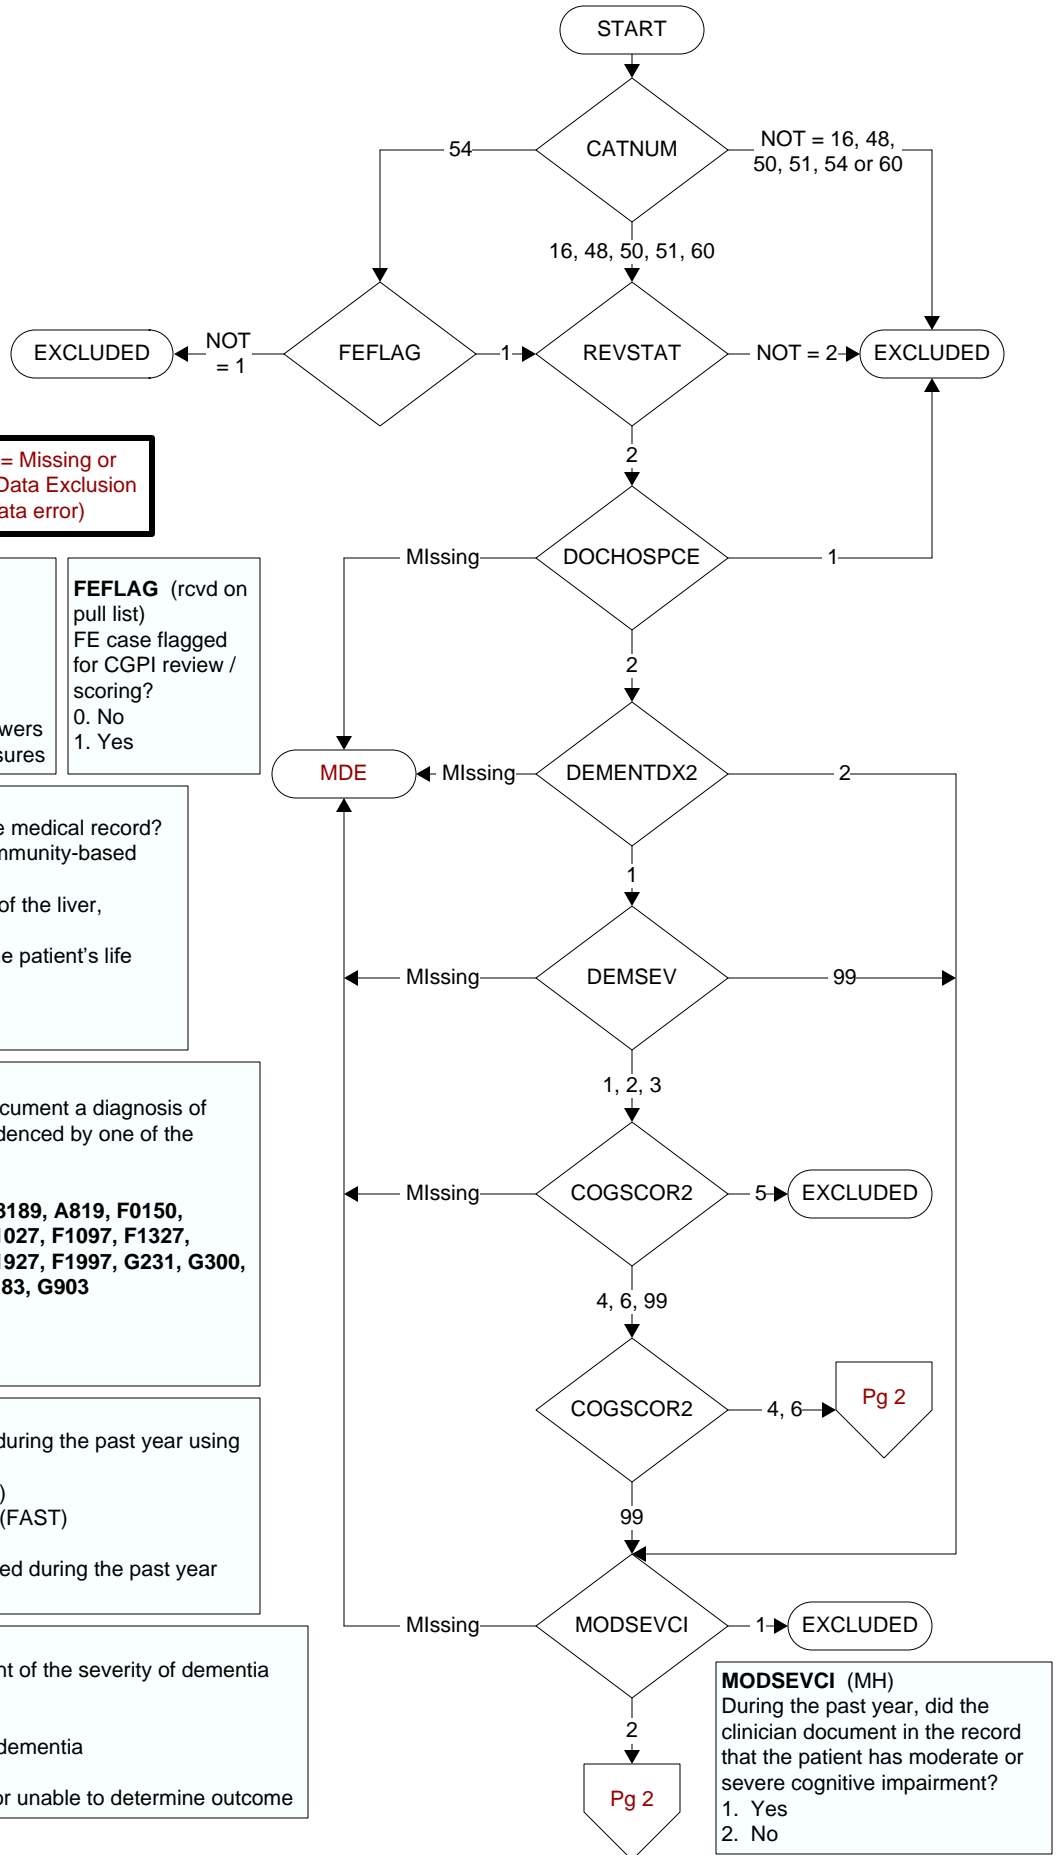 START
CATNUM
54
NOT = 16, 48,
50, 51, 54 or 60
16, 48, 50, 51, 60
EXCLUDED
NOT
= 1
FEFLAG
1
REVSTAT
NOT = 2
EXCLUDED
2
= Missing or
Data Exclusion
ata error)
MIssing
DOCHOSPCE
1
2
FEFLAG (rcvd on
pull list)
FE case flagged
for CGPI review /
scoring?
0. No
1. Yes
wers
sures
MDE
MIssing
DEMENTDX2
2
1
e medical record?
mmunity-based
of the liver,
e patient's life
MIssing
DEMSEV
99
1, 2, 3
cument a diagnosis of
denced by one of the
8189, A819, F0150,
1027, F1097, F1327,
1927, F1997, G231, G300,
83, G903
MIssing
COGSCOR2
5
EXCLUDED
4, 6, 99
COGSCOR2
4, 6
Pg 2
99
during the past year using
)
(FAST)
ed during the past year
MIssing
MODSEVCI
1
EXCLUDED
2
Pg 2
nt of the severity of dementia
dementia
or unable to determine outcome
MODSEVCI (MH)
During the past year, did the
clinician document in the record
that the patient has moderate or
severe cognitive impairment?
1. Yes
2. No